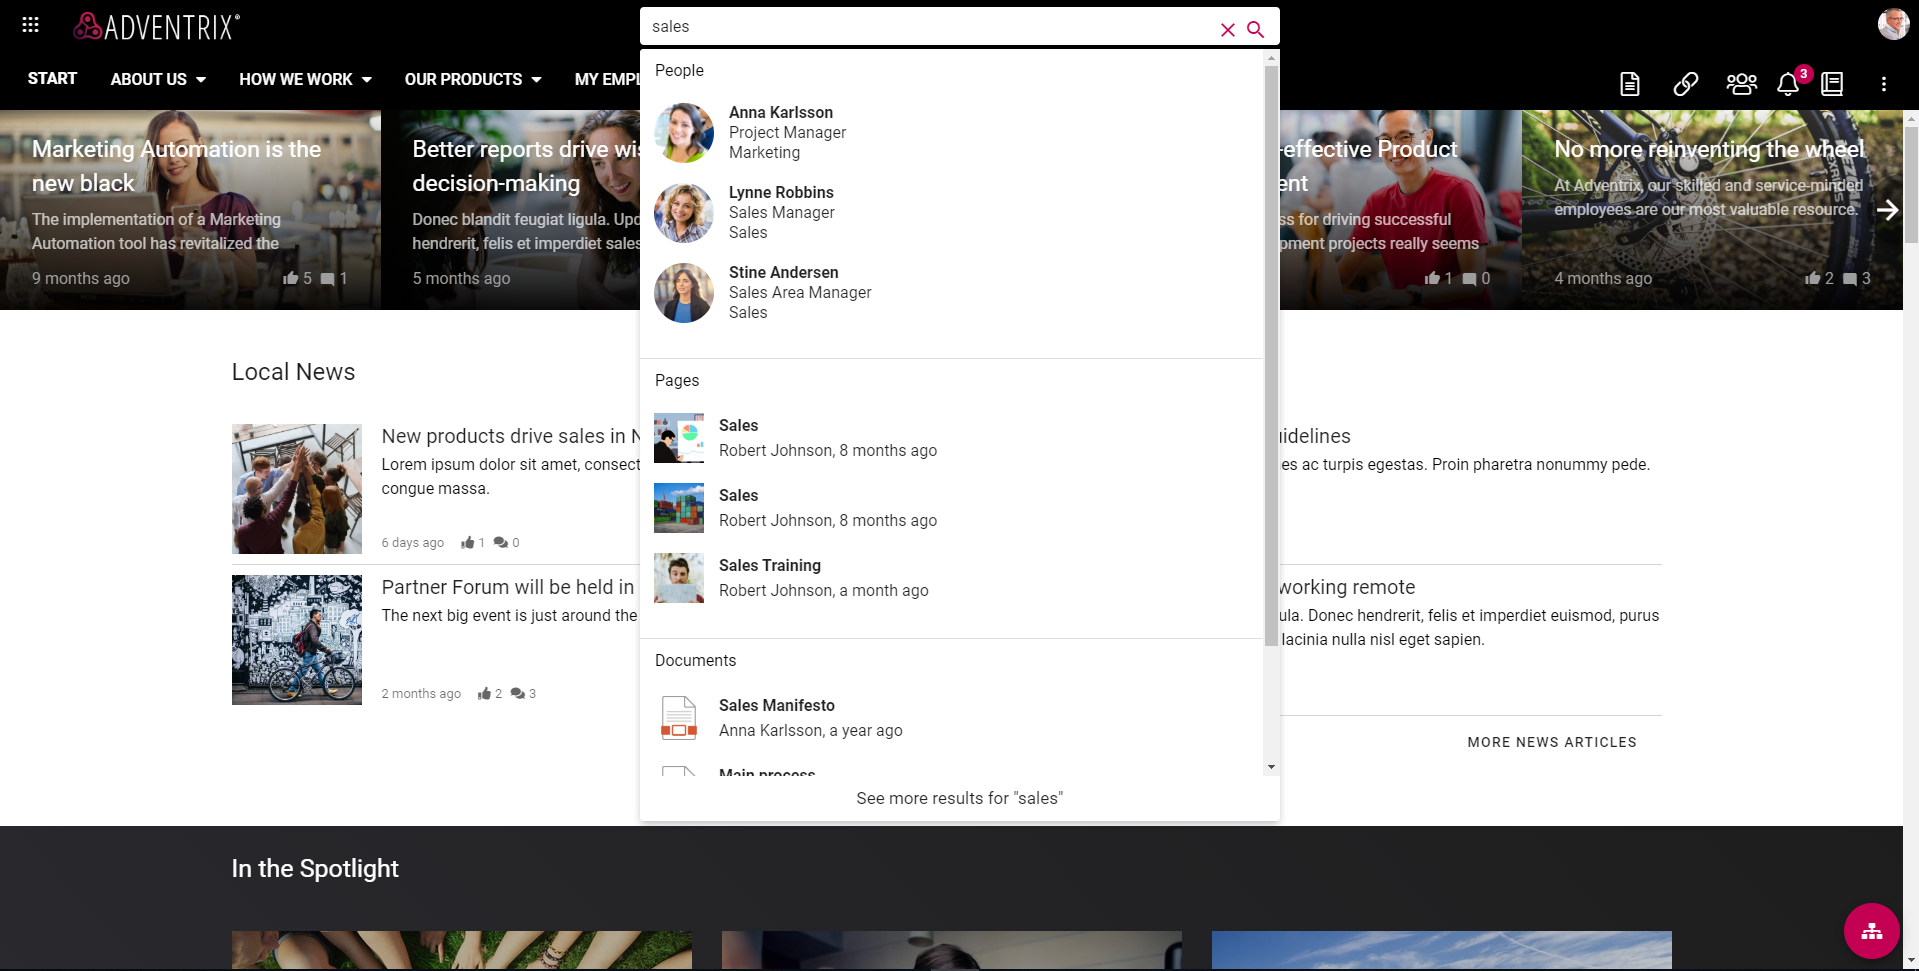 ADVENTRIX®
sales
START
ABOUT US
HOW WE WORK
OUR PRODUCTS
MY EMPL
3
Marketing Automation is the
new black
The implementation of a Marketing
Automation tool has revitalized the
9 months ago
5
1
Better reports drive wis
decision-making
Donec blandit feugiat ligula. Upd
hendrerit, felis et imperdiet sales
5 months ago
-effective Product
ent
ss for driving successful
pment projects really seems
1
0
No more reinventing the wheel
At Adventrix, our skilled and service-minded
employees are our most valuable resource.
4 months ago
2
3
People
Anna Karlsson
Project Manager
Marketing
Lynne Robbins
Sales Manager
Sales
Stine Andersen
Sales Area Manager
Sales
Pages
Sales
Robert Johnson, 8 months ago
Sales
Robert Johnson, 8 months ago
Sales Training
Robert Johnson, a month ago
Documents
Sales Manifesto
Anna Karlsson, a year ago
Main process
See more results for "sales"
Local News
New products drive sales in N
Lorem ipsum dolor sit amet, consect
congue massa.
6 days ago
1
0
Partner Forum will be held in
The next big event is just around the
2 months ago
2
3
uidelines
es ac turpis egestas. Proin pharetra nonummy pede.
working remote
ula. Donec hendrerit, felis et imperdiet euismod, purus
lacinia nulla nisl eget sapien.
MORE NEWS ARTICLES
In the Spotlight